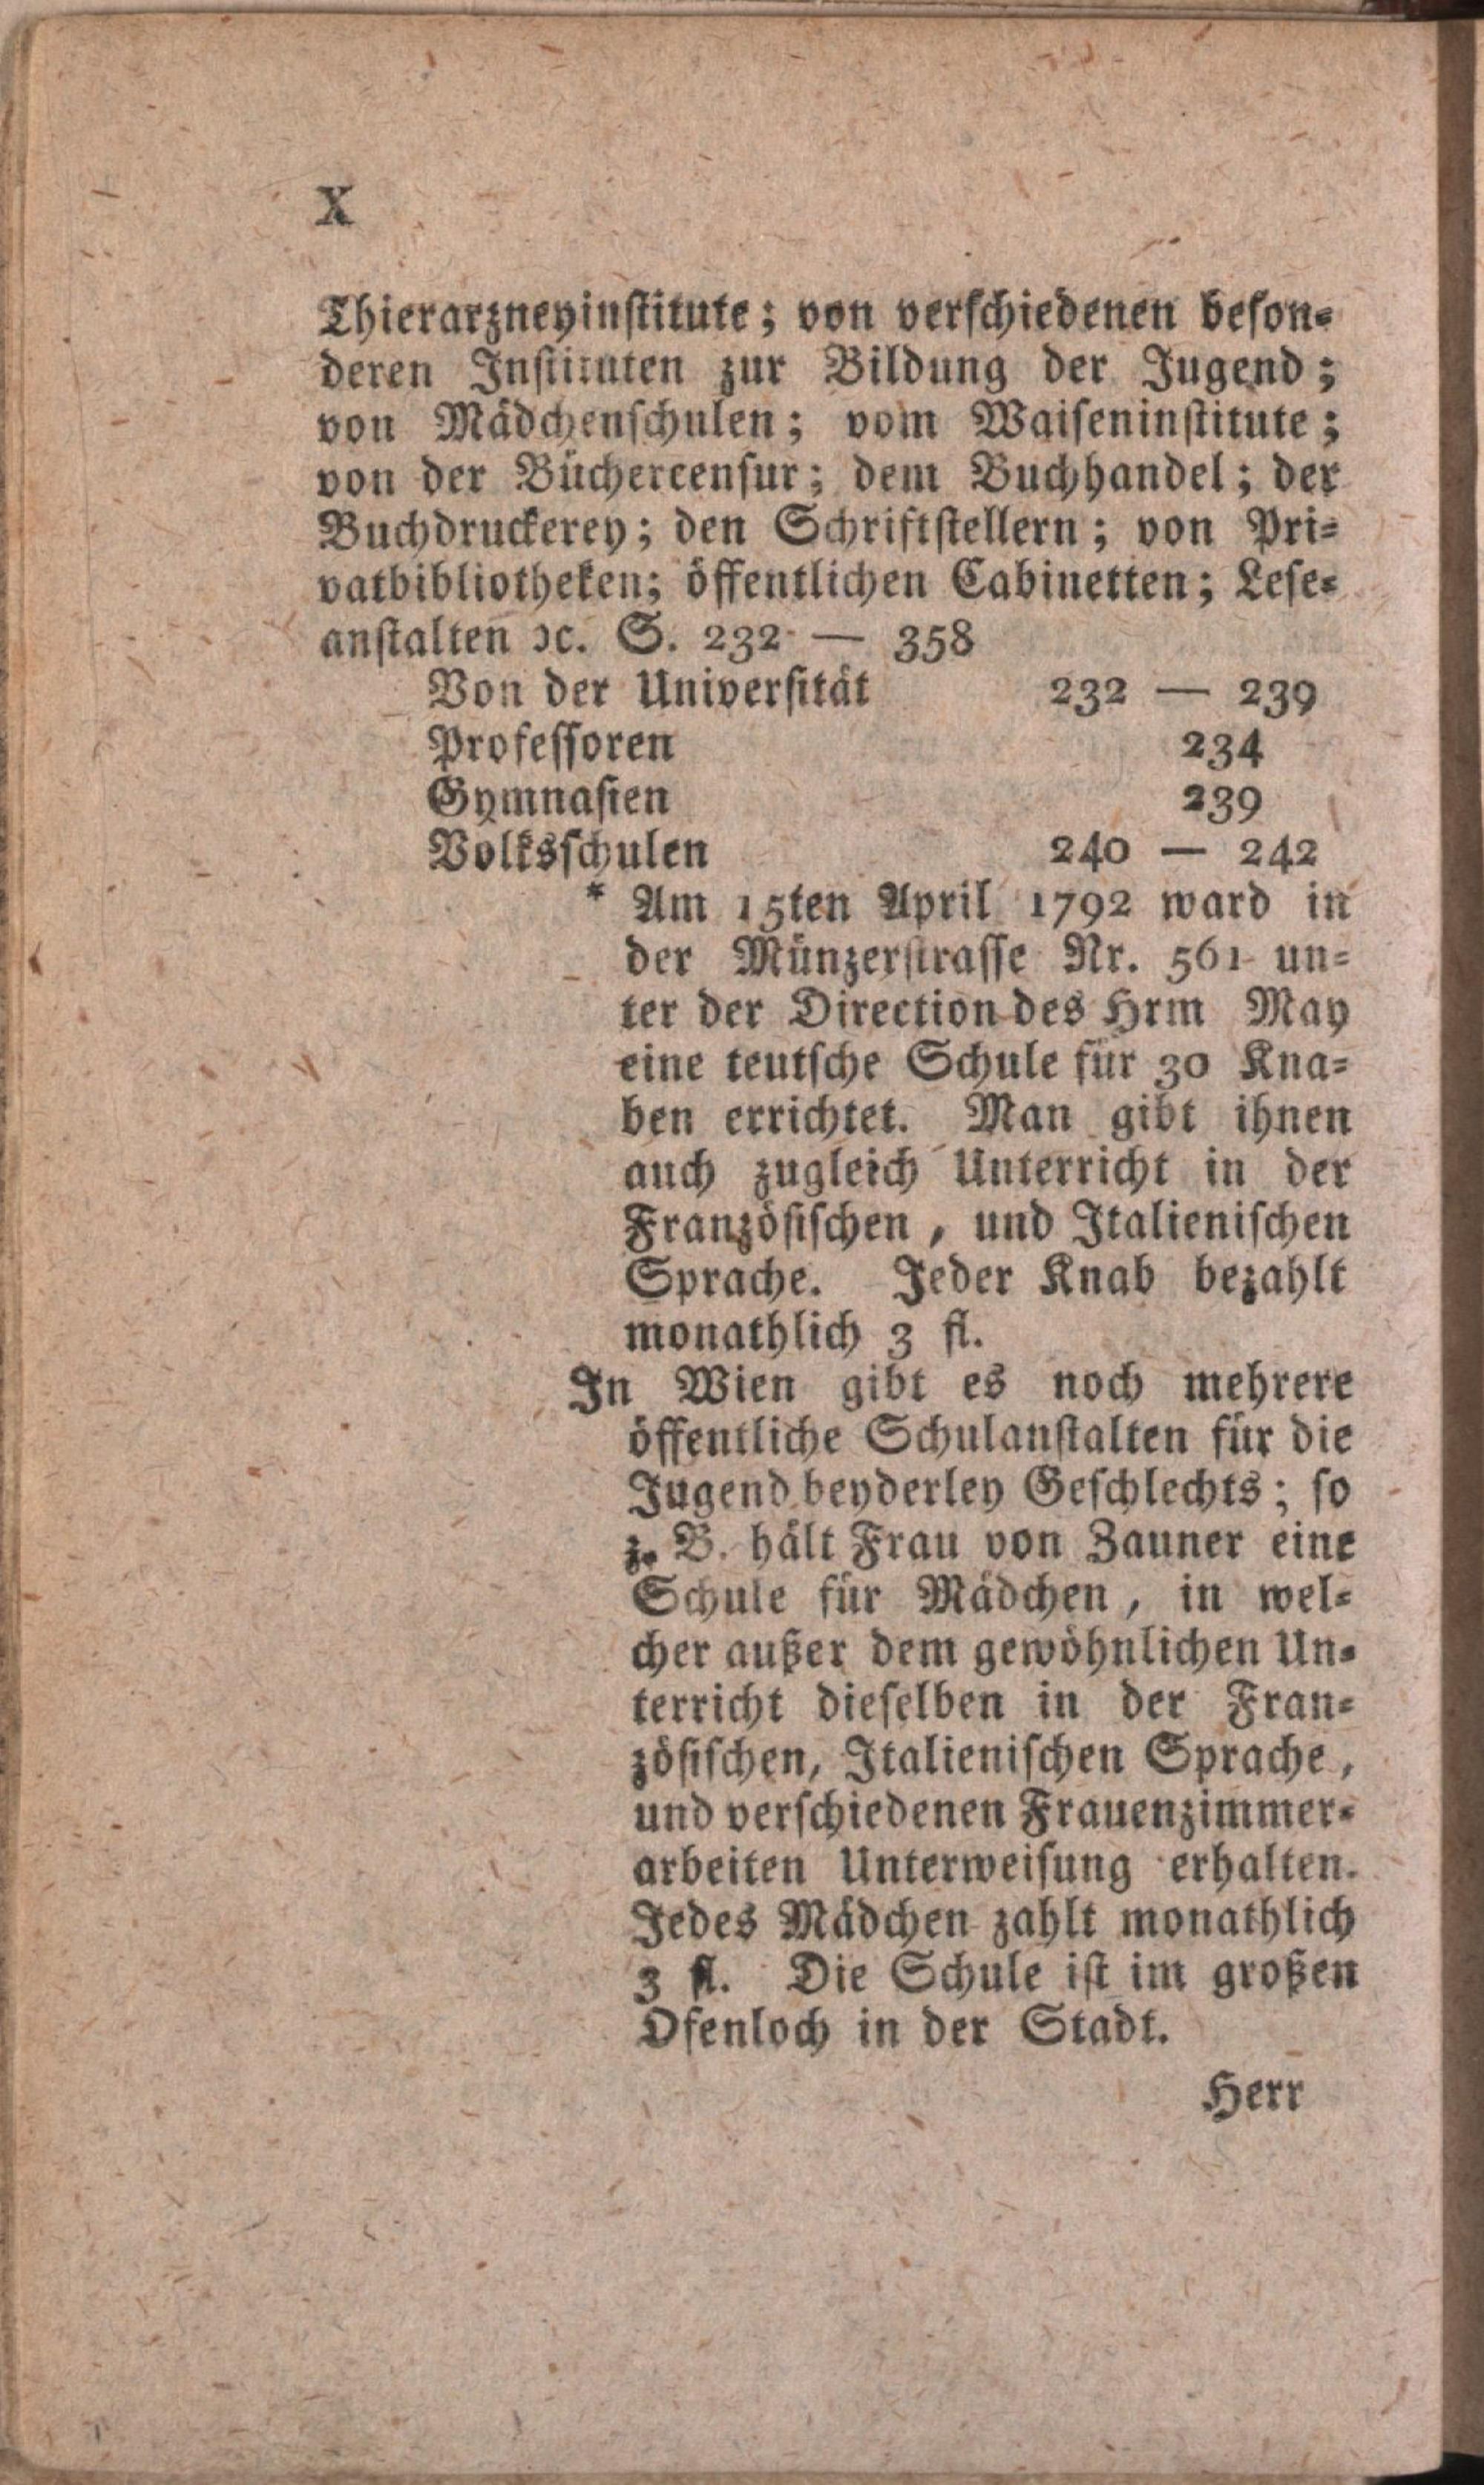 X
Thierarzneyinstitute; von verschiedenen beson=
deren Instituten zur Bildung der Jugend;
von Mädchenschulen; vom Waiseninstitute;
von der Büchercensur; dem Buchhandel; der
Buchdruckerey; den Schriftstellern; von Pri=
vatbibliotheken; öffentlichen Cabinetten; Lese=
anstalten ꝛc. S. 232 — 358
Von der Universität 232 — 239
Professoren 234
Gymnasien 239
Volksschulen 240 — 242
* Am 15ten April 1792 ward in
der Münzerstrasse Nr. 561 un=
ter der Direction des Hrm May
eine teutsche Schule für 30 Kna=
ben errichtet. Man gibt ihnen
auch zugleich Unterricht in der
Französischen, und Italienischen
Sprache. Jeder Knab bezahlt
monathlich 3 fl.
In Wien gibt es noch mehrere
öffentliche Schulanstalten für die
Jugend beyderley Geschlechts; so
z. B. hält Frau von Zauner eine
Schule für Mädchen, in wel=
cher außer dem gewöhnlichen Un=
terricht dieselben in der Fran=
zösischen, Italienischen Sprache,
und verschiedenen Frauenzimmer=
arbeiten Unterweisung erhalten.
Jedes Mädchen zahlt monathlich
3 fl. Die Schule ist im großen
Ofenloch in der Stadt.
Herr